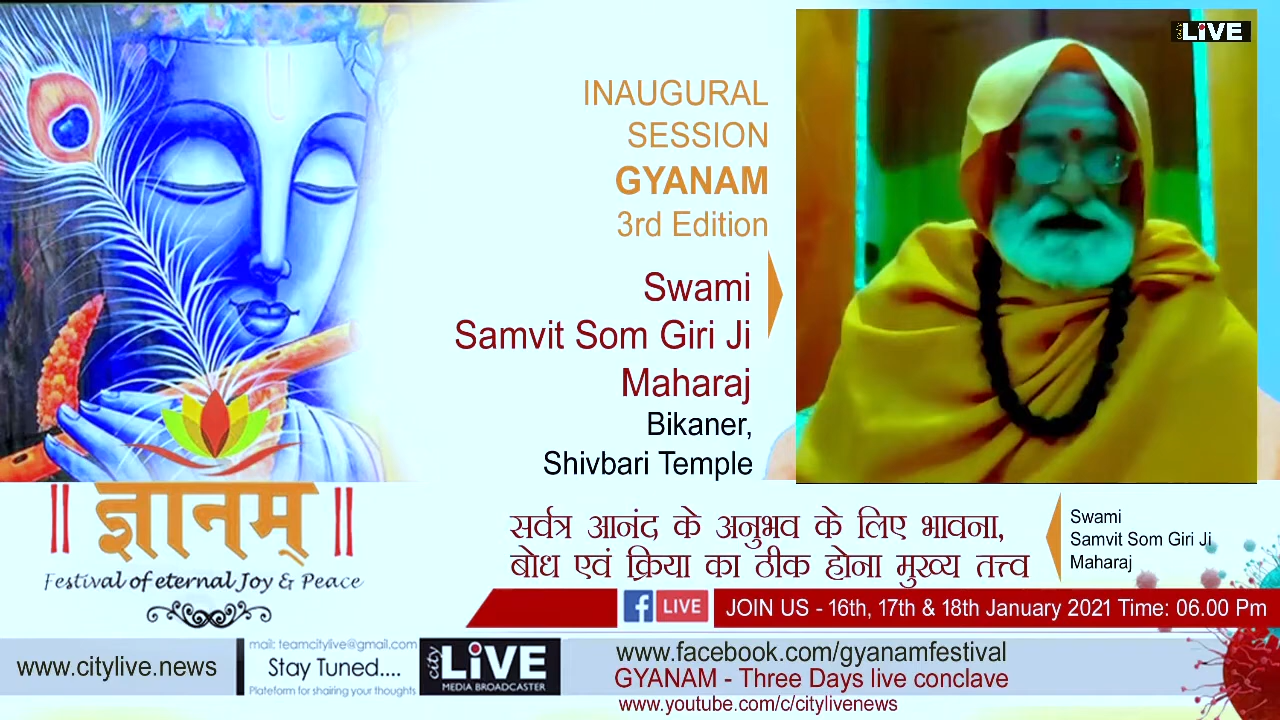 city LiVE
INAUGURAL
SESSION
GYANAM
3rd Edition
Swami
Samvit Som Giri Ji
Maharaj
Bikaner,
Shivbari Temple
|| ज्ञानम् ||
Festival of eternal Joy & Peace
सर्वत्र आनंद के अनुभव के लिए भावना,
बोध एवं क्रिया का ठीक होना मुख्य तत्त्व
Swami
Samvit Som Giri Ji
Maharaj
LIVE
JOIN US - 16th, 17th & 18th January 2021 Time: 06.00 Pm
www.citylive.news
mail: teamcitylive@gmail.com
Stay Tuned....
Plateform for shairing your thoughts
city LiVE
MEDIA BROADCASTER
www.facebook.com/gyanamfestival
GYANAM - Three Days live conclave
www.youtube.com/c/citylivenews